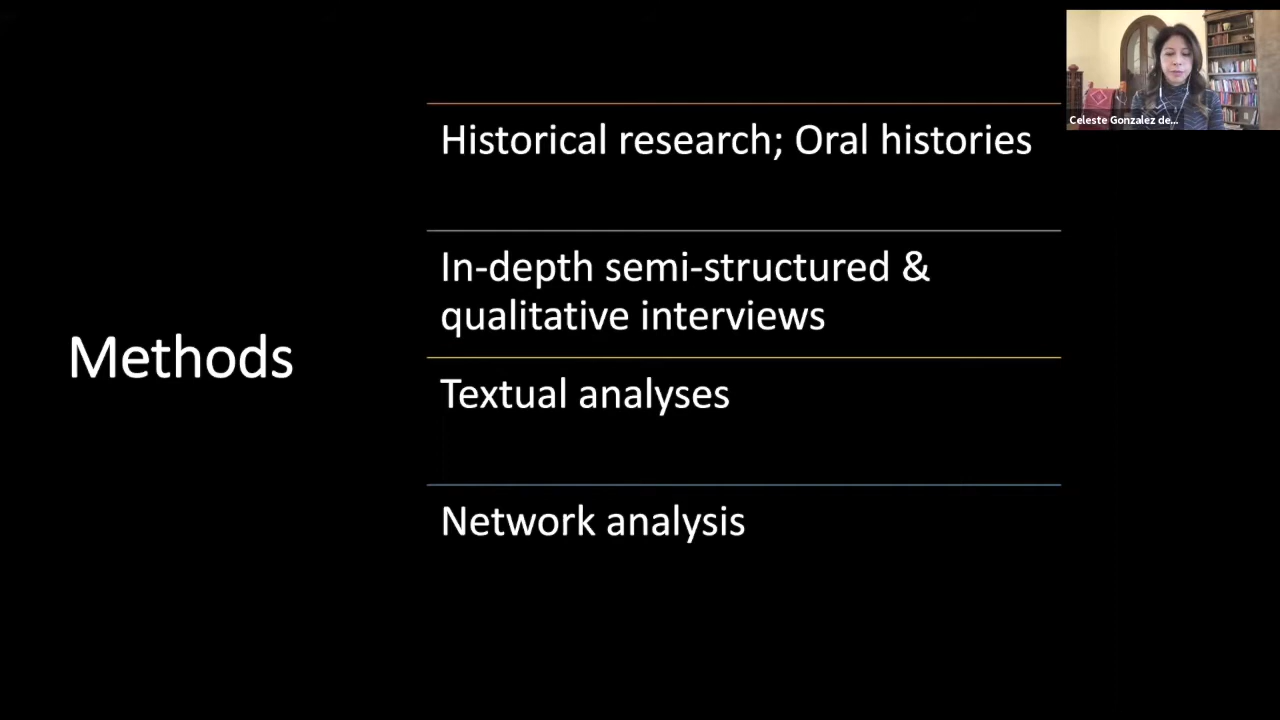 Celeste Gonzalez de...
Historical research; Oral histories
In-depth semi-structured &
qualitative interviews
Methods
Textual analyses
Network analysis